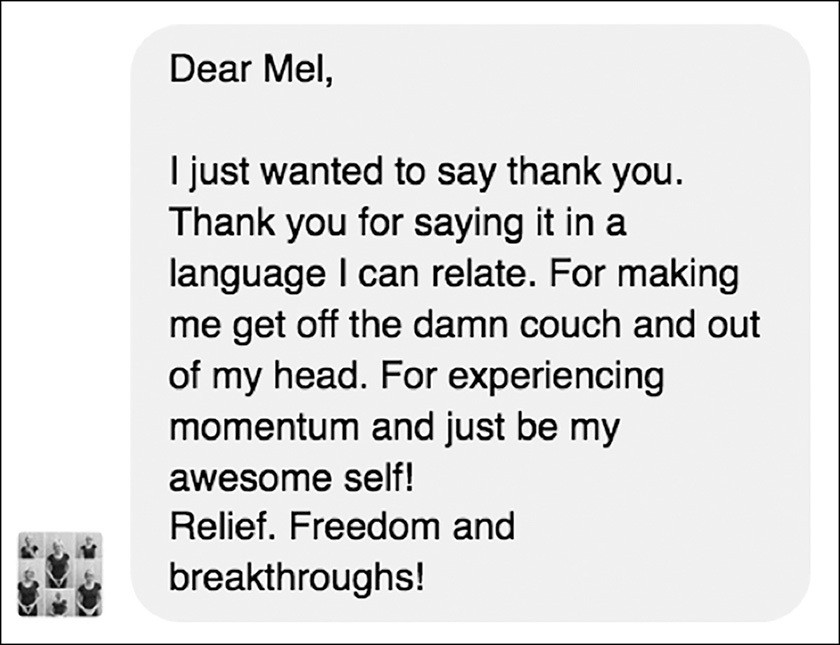 Dear Mel,
I just wanted to say thank you.
Thank you for saying it in a
language I can relate. For making
me get off the damn couch and out
of my head. For experiencing
momentum and just be my
awesome self!
Relief. Freedom and
breakthroughs!